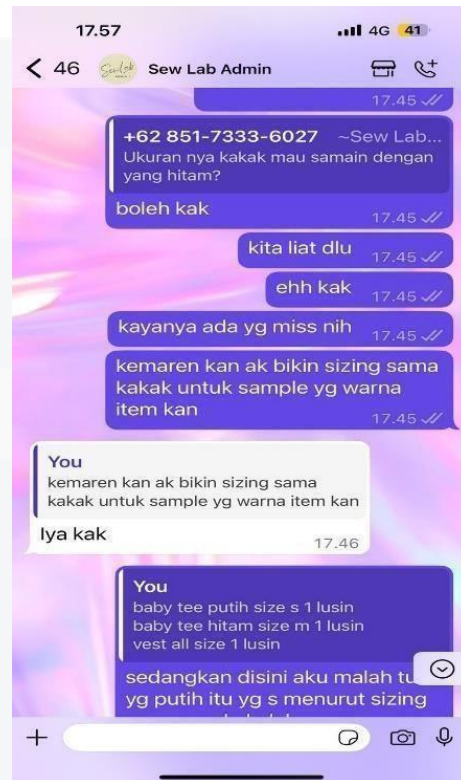 17.57
4G 41
46 Sew Lab Admin
17.45
+62 851-7333-6027 ~Sew Lab...
Ukuran nya kakak mau samain dengan
yang hitam?
boleh kak
17.45
kita liat dlu 17.45
ehh kak 17.45
kayanya ada yg miss nih 17.45
kemaren kan ak bikin sizing sama
kakak untuk sample yg warna
item kan
17.45
You
kemaren kan ak bikin sizing sama
kakak untuk sample yg warna item kan
Iya kak
17.46
You
baby tee putih size s 1 lusin
baby tee hitam size m 1 lusin
vest all size 1 lusin
sedangkan disini aku malah tu
yg putih itu yg s menurut sizing